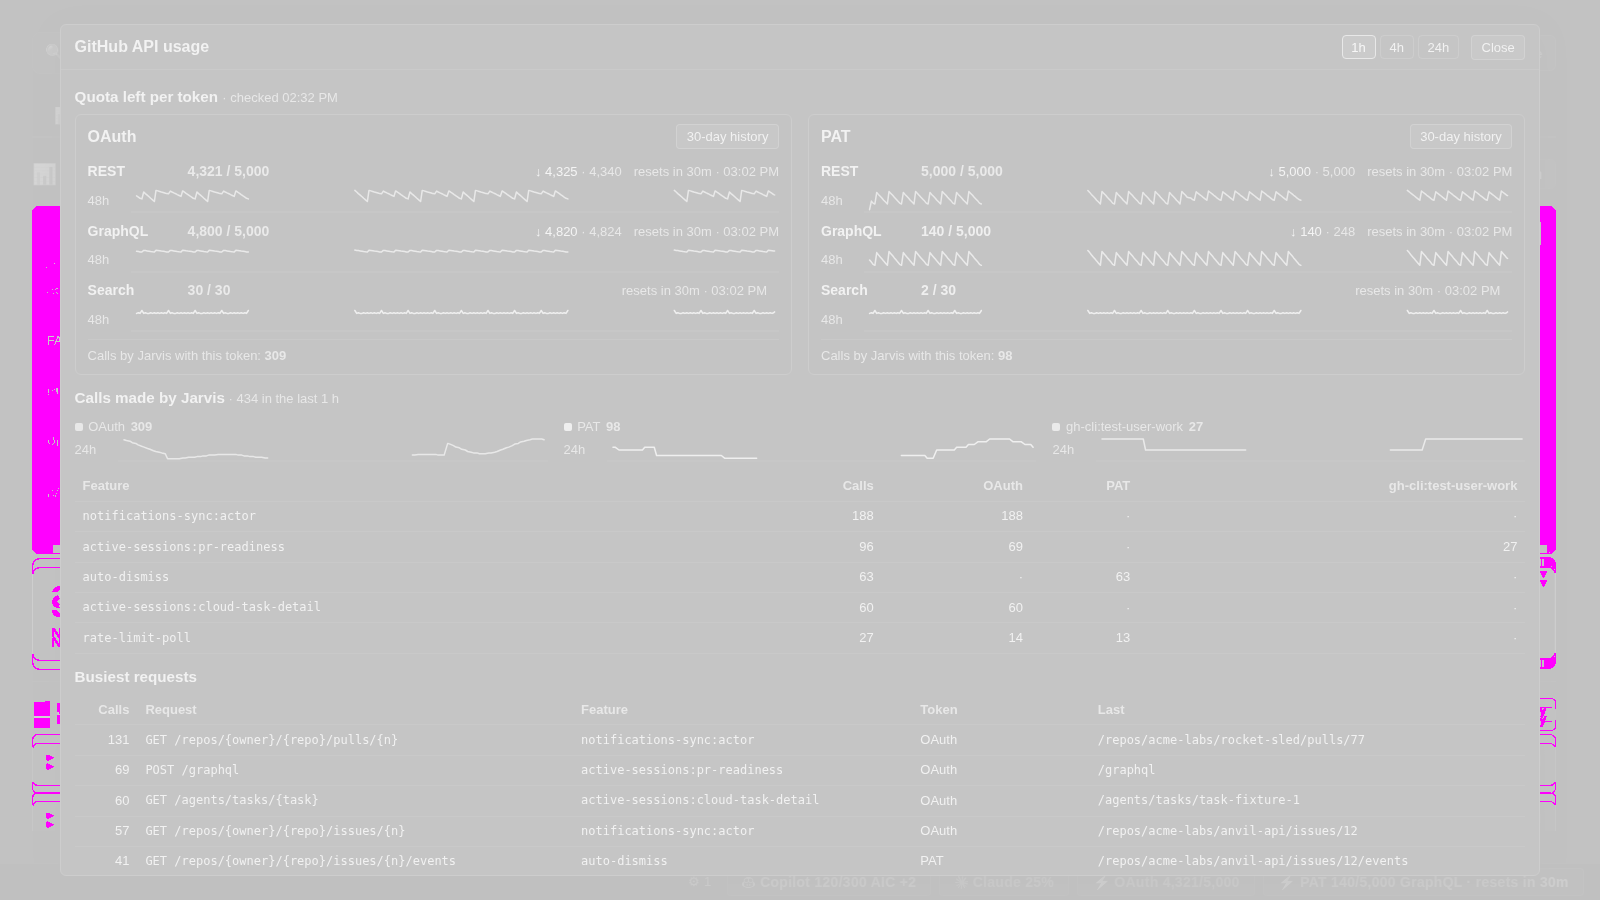 GitHub API usage 1h 4h 24h Close
Quota left per token · checked 02:32 PM
OAuth 30-day history
REST 4,321 / 5,000 ↓ 4,325 · 4,340 resets in 30m · 03:02 PM
48h
GraphQL 4,800 / 5,000 ↓ 4,820 · 4,824 resets in 30m · 03:02 PM
48h
Search 30 / 30 resets in 30m · 03:02 PM
48h
Calls by Jarvis with this token: 309
PAT 30-day history
REST 5,000 / 5,000 ↓ 5,000 · 5,000 resets in 30m · 03:02 PM
48h
GraphQL 140 / 5,000 ↓ 140 · 248 resets in 30m · 03:02 PM
48h
Search 2 / 30 resets in 30m · 03:02 PM
48h
Calls by Jarvis with this token: 98
Calls made by Jarvis · 434 in the last 1 h
OAuth 309 PAT 98 gh-cli:test-user-work 27
24h 24h 24h
Feature Calls OAuth PAT gh-cli:test-user-work
notifications-sync:actor 188 188 · ·
active-sessions:pr-readiness 96 69 · 27
auto-dismiss 63 · 63 ·
active-sessions:cloud-task-detail 60 60 · ·
rate-limit-poll 27 14 13 ·
Busiest requests
Calls Request Feature Token Last
131 GET /repos/{owner}/{repo}/pulls/{n} notifications-sync:actor OAuth /repos/acme-labs/rocket-sled/pulls/77
69 POST /graphql active-sessions:pr-readiness OAuth /graphql
60 GET /agents/tasks/{task} active-sessions:cloud-task-detail OAuth /agents/tasks/task-fixture-1
57 GET /repos/{owner}/{repo}/issues/{n} notifications-sync:actor OAuth /repos/acme-labs/anvil-api/issues/12
41 GET /repos/{owner}/{repo}/issues/{n}/events auto-dismiss PAT /repos/acme-labs/anvil-api/issues/12/events
Copilot 120/300 AIC +2 Claude 25% OAuth 4,321/5,000 PAT 140/5,000 GraphQL · resets in 30m